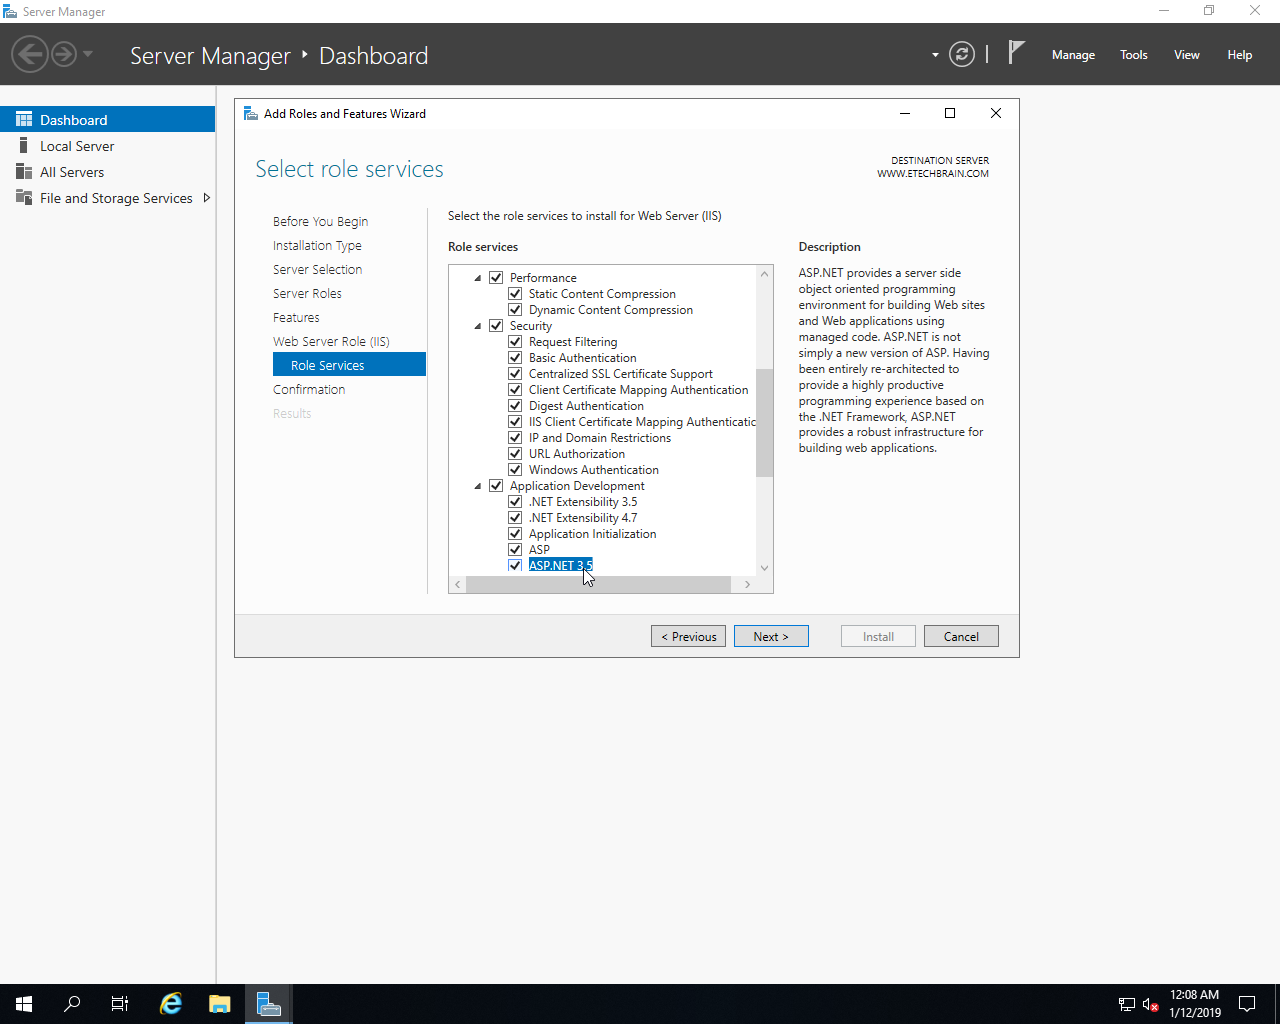 Server Manager
Server Manager ‣ Dashboard
Manage
Tools
View
Help
Dashboard
Local Server
All Servers
File and Storage Services
Add Roles and Features Wizard
Select role services
DESTINATION SERVER
WWW.ETECHBRAIN.COM
Before You Begin
Installation Type
Server Selection
Server Roles
Features
Web Server Role (IIS)
Role Services
Confirmation
Results
Select the role services to install for Web Server (IIS)
Role services
Performance
Static Content Compression
Dynamic Content Compression
Security
Request Filtering
Basic Authentication
Centralized SSL Certificate Support
Client Certificate Mapping Authentication
Digest Authentication
IIS Client Certificate Mapping Authenticatic
IP and Domain Restrictions
URL Authorization
Windows Authentication
Application Development
.NET Extensibility 3.5
.NET Extensibility 4.7
Application Initialization
ASP
ASP.NET 3.5
Description
ASP.NET provides a server side
object oriented programming
environment for building Web sites
and Web applications using
managed code. ASP.NET is not
simply a new version of ASP. Having
been entirely re-architected to
provide a highly productive
programming experience based on
the .NET Framework, ASP.NET
provides a robust infrastructure for
building web applications.
< Previous
Next >
Install
Cancel
12:08 AM
1/12/2019